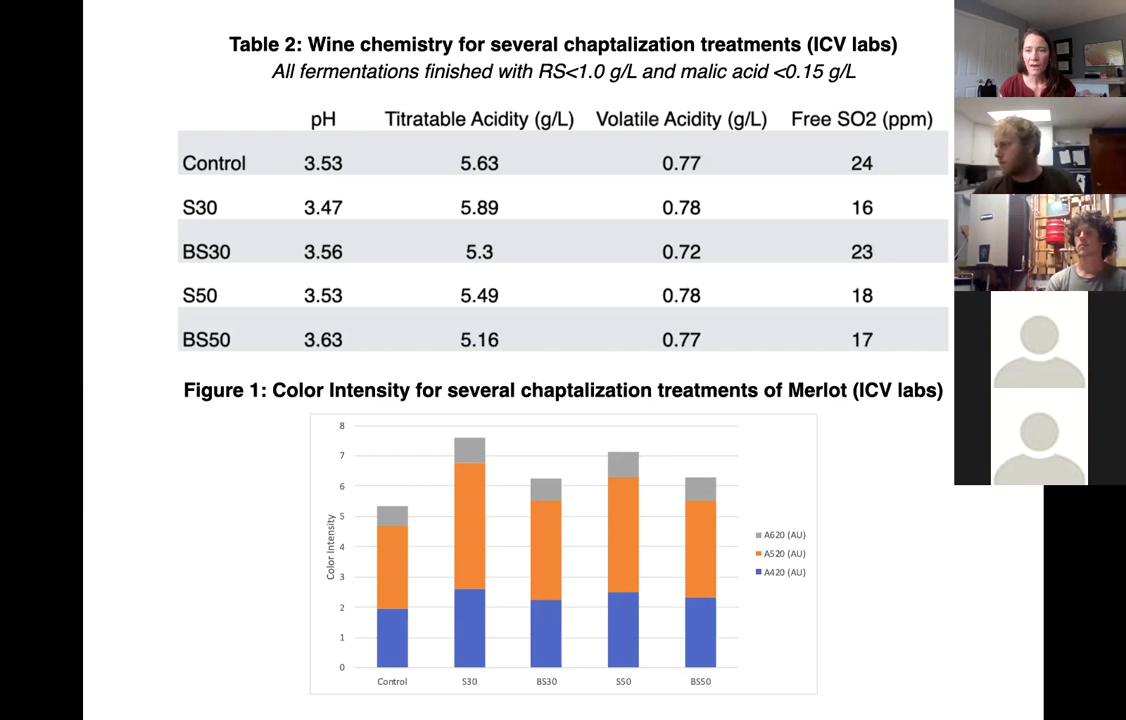 Table 2: Wine chemistry for several chaptalization treatments (ICV labs)
All fermentations finished with RS<1.0 g/L and malic acid <0.15 g/L
pH Titratable Acidity (g/L) Volatile Acidity (g/L) Free SO2 (ppm)
Control 3.53 5.63 0.77 24
S30 3.47 5.89 0.78 16
BS30 3.56 5.3 0.72 23
S50 3.53 5.49 0.78 18
BS50 3.63 5.16 0.77 17
Figure 1: Color Intensity for several chaptalization treatments of Merlot (ICV labs)
8
7
6
5
4
3
2
1
0
Color Intensity
Control S30 BS30 S50 BS50
A620 (AU)
A520 (AU)
A420 (AU)